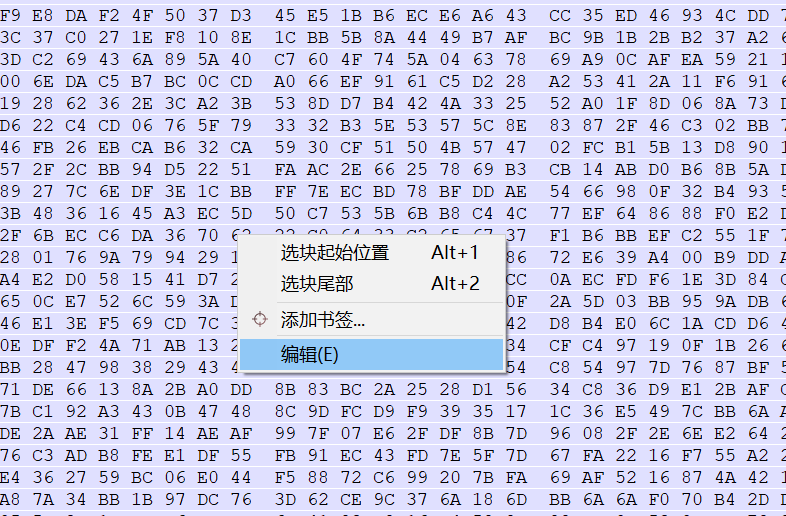 F9 E8 DA F2 4F 50 37 D3 45 E5 1B B6 EC E6 A6 43 CC 35 ED 46 93 4C DD
3C 37 C0 27 1E F8 10 8E 1C BB 5B 8A 44 49 B7 AF BC 9B 1B 2B B2 37 A2
3D C2 69 43 6A 89 5A 40 C7 60 4F 74 5A 04 63 78 69 A9 0C AF EA 59 21
00 6E DA C5 B7 BC 0C CD A0 66 EF 91 61 C5 D2 28 A2 53 41 2A 11 F6 91
19 28 62 36 2E 3C A2 3B 53 8D D7 B4 42 4A 33 25 52 A0 1F 8D 06 8A 73
D6 22 C4 CD 06 76 5F 79 33 32 B3 5E 53 57 5C 8E 83 87 2F 46 C3 02 BB
46 FB 26 EB CA B6 32 CA 59 30 CF 51 50 4B 57 47 02 FC B1 5B 13 D8 90
57 2F 2C BB 94 D5 22 51 FA AC 2E 66 25 78 69 B3 CB 14 AB D0 B6 8B 5A
89 27 7C 6E DF 3E 1C BB FF 7E EC BD 78 BF DD AE 54 66 98 0F 32 B4 93
3B 48 36 16 45 A3 EC 5D 50 C7 53 5B 6B B8 C4 4C 77 EF 64 86 88 F0 E2
2F 6B EC C6 DA 36 70 62 22 C0 64 33 C2 65 67 37 F1 B6 BB EF C2 55 1F
28 01 76 9A 79 94 29 选块起始位置 Alt+1 86 72 E6 39 A4 00 B9 DD
A4 E2 D0 58 15 41 D7 选块尾部 Alt+2 CC 0A EC FD F6 1E 3D 84
65 0C E7 52 6C 59 3A 0F 2A 5D 03 BB 95 9A DB
46 E1 3E F5 69 CD 7C 添加书签... 42 D8 B4 E0 6C 1A CD D6
0E DF F2 4A 71 AB 13 34 CF C4 97 19 0F 1B 26
BB 28 47 98 38 29 43 编辑(E) 54 C8 54 97 7D 76 87 BF
71 DE 66 13 8A 2B A0 DD 8B 83 BC 2A 25 28 D1 56 34 C8 36 D9 E1 2B AF
7B C1 92 A3 43 0B 47 48 8C 9D FC D9 F9 39 35 17 1C 36 E5 49 7C BB 6A
DE 2A AE 31 FF 14 AE AF 99 7F 07 E6 2F DF 8B 7D 96 08 2F 2E 6E E2 64
76 C3 AD B8 FE E1 DF 55 FB 91 EC 43 FD 7E 5F 7D 67 FA 22 16 F7 55 A2
E4 36 27 59 BC 06 E0 44 F5 88 72 C6 99 20 7B FA 69 AF 52 16 87 4A 42
A8 7A 34 BB 1B 97 DC 76 3D 62 CE 9C 37 6A 18 6D BB 6A 6A F0 70 B4 2D